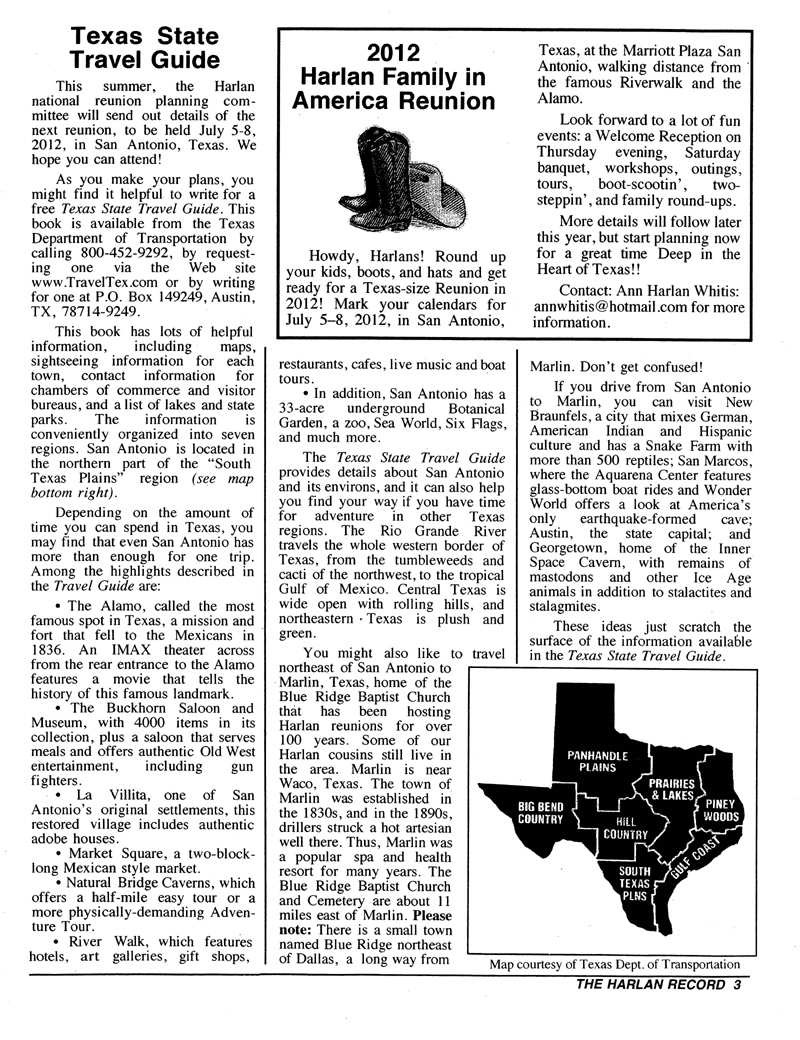 Texas State
Travel Guide
This summer, the Harlan
national reunion planning com-
mittee will send out details of the
next reunion, to be held July 5-8,
2012, in San Antonio, Texas. We
hope you can attend!
As you make your plans, you
might find it helpful to write for a
free Texas State Travel Guide. This
book is available from the Texas
Department of Transportation by
calling 800-452-9292, by request-
ing one via the Web site
www.TravelTex.com or by writing
for one at P.O. Box 149249, Austin,
TX, 78714-9249.
This book has lots of helpful
information, including maps,
sightseeing information for each
town, contact information for
chambers of commerce and visitor
bureaus, and a list of lakes and state
parks. The information is
conveniently organized into seven
regions. San Antonio is located in
the northern part of the “South
Texas Plains” region (see map
bottom right).
Depending on the amount of
time you can spend in Texas, you
may find that even San Antonio has
more than enough for one trip.
Among the highlights described in
the Travel Guide are:
• The Alamo, called the most
famous spot in Texas, a mission and
fort that fell to the Mexicans in
1836. An IMAX theater across
from the rear entrance to the Alamo
features a movie that tells the
history of this famous landmark.
• The Buckhorn Saloon and
Museum, with 4000 items in its
collection, plus a saloon that serves
meals and offers authentic Old West
entertainment, including gun
fighters.
• La Villita, one of San
Antonio’s original settlements, this
restored village includes authentic
adobe houses.
• Market Square, a two-block-
long Mexican style market.
• Natural Bridge Caverns, which
offers a half-mile easy tour or a
more physically-demanding Adven-
ture Tour.
• River Walk, which features
hotels, art galleries, gift shops,
2012
Harlan Family in
America Reunion
Howdy, Harlans! Round up
your kids, boots, and hats and get
ready for a Texas-size Reunion in
2012! Mark your calendars for
July 5–8, 2012, in San Antonio,
Texas, at the Marriott Plaza San
Antonio, walking distance from
the famous Riverwalk and the
Alamo.
Look forward to a lot of fun
events: a Welcome Reception on
Thursday evening, Saturday
banquet, workshops, outings,
tours, boot-scootin’, two-
steppin’, and family round-ups.
More details will follow later
this year, but start planning now
for a great time Deep in the
Heart of Texas!!
Contact: Ann Harlan Whitis:
annwhitis@hotmail.com for more
information.
restaurants, cafes, live music and boat
tours.
• In addition, San Antonio has a
33-acre underground Botanical
Garden, a zoo, Sea World, Six Flags,
and much more.
The Texas State Travel Guide
provides details about San Antonio
and its environs, and it can also help
you find your way if you have time
for adventure in other Texas
regions. The Rio Grande River
travels the whole western border of
Texas, from the tumbleweeds and
cacti of the northwest, to the tropical
Gulf of Mexico. Central Texas is
wide open with rolling hills, and
northeastern Texas is plush and
green.
You might also like to travel
northeast of San Antonio to
Marlin, Texas, home of the
Blue Ridge Baptist Church
that has been hosting
Harlan reunions for over
100 years. Some of our
Harlan cousins still live in
the area. Marlin is near
Waco, Texas. The town of
Marlin was established in
the 1830s, and in the 1890s,
drillers struck a hot artesian
well there. Thus, Marlin was
a popular spa and health
resort for many years. The
Blue Ridge Baptist Church
and Cemetery are about 11
miles east of Marlin. Please
note: There is a small town
named Blue Ridge northeast
of Dallas, a long way from
Marlin. Don’t get confused!
If you drive from San Antonio
to Marlin, you can visit New
Braunfels, a city that mixes German,
American Indian and Hispanic
culture and has a Snake Farm with
more than 500 reptiles; San Marcos,
where the Aquarena Center features
glass-bottom boat rides and Wonder
World offers a look at America’s
only earthquake-formed cave;
Austin, the state capital; and
Georgetown, home of the Inner
Space Cavern, with remains of
mastodons and other Ice Age
animals in addition to stalactites and
stalagmites.
These ideas just scratch the
surface of the information available
in the Texas State Travel Guide.
PANHANDLE
PLAINS
PRAIRIES
& LAKES
BIG BEND
COUNTRY
PINEY
WOODS
HILL
COUNTRY
GULF COAST
SOUTH
TEXAS
PLNS
Map courtesy of Texas Dept. of Transportation
THE HARLAN RECORD 3